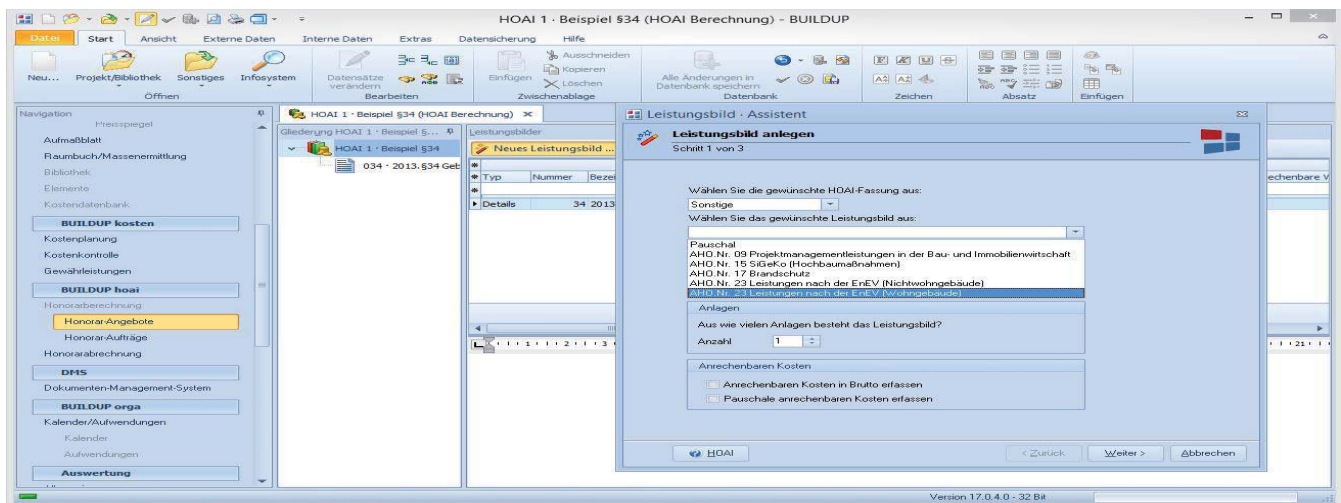 HOAI 1 · Beispiel §34 (HOAI Berechnung) - BUILDUP
Datei Start Ansicht Externe Daten Interne Daten Extras Datensicherung Hilfe
Neu... Projekt/Bibliothek Sonstiges Infosystem
Öffnen
Datensätze verändern
Bearbeiten
Einfügen
Ausschneiden
Kopieren
Löschen
Zwischenablage
Alle Änderungen in Datenbank speichern
Datenbank
Zeichen
Absatz
Einfügen
Navigation
Preisspiegel
Aufmaßblatt
Raumbuch/Massenermittlung
Bibliothek
Elemente
Kostendatenbank
BUILDUP kosten
Kostenplanung
Kostenkontrolle
Gewährleistungen
BUILDUP hoai
Honorarberechnung
Honorar-Angebote
Honorar-Aufträge
Honorarabrechnung
DMS
Dokumenten-Management-System
BUILDUP orga
Kalender/Aufwendungen
Kalender
Aufwendungen
Auswertung
HOAI 1 · Beispiel §34 (HOAI Berechnung)
Gliederung HOAI 1 · Beispiel §...
HOAI 1 · Beispiel §34
034 · 2013.§34 Geb
Leistungsbilder
Neues Leistungsbild ...
Typ Nummer Bezei
Details 34 2013
echenbare V
Leistungsbild · Assistent
Leistungsbild anlegen
Schritt 1 von 3
Wählen Sie die gewünschte HOAI-Fassung aus:
Sonstige
Wählen Sie das gewünschte Leistungsbild aus:
Pauschal
AHO.Nr. 09 Projektmanagementleistungen in der Bau- und Immobilienwirtschaft
AHO.Nr. 15 SiGeKo (Hochbaumaßnahmen)
AHO.Nr. 17 Brandschutz
AHO.Nr. 23 Leistungen nach der EnEV (Nichtwohngebäude)
AHO.Nr. 23 Leistungen nach der EnEV (Wohngebäude)
Anlagen
Aus wie vielen Anlagen besteht das Leistungsbild?
Anzahl 1
Anrechenbaren Kosten
Anrechenbaren Kosten in Brutto erfassen
Pauschale anrechenbaren Kosten erfassen
HOAI
< Zurück Weiter > Abbrechen
1 2 3
21
Version 17.0.4.0 - 32 Bit